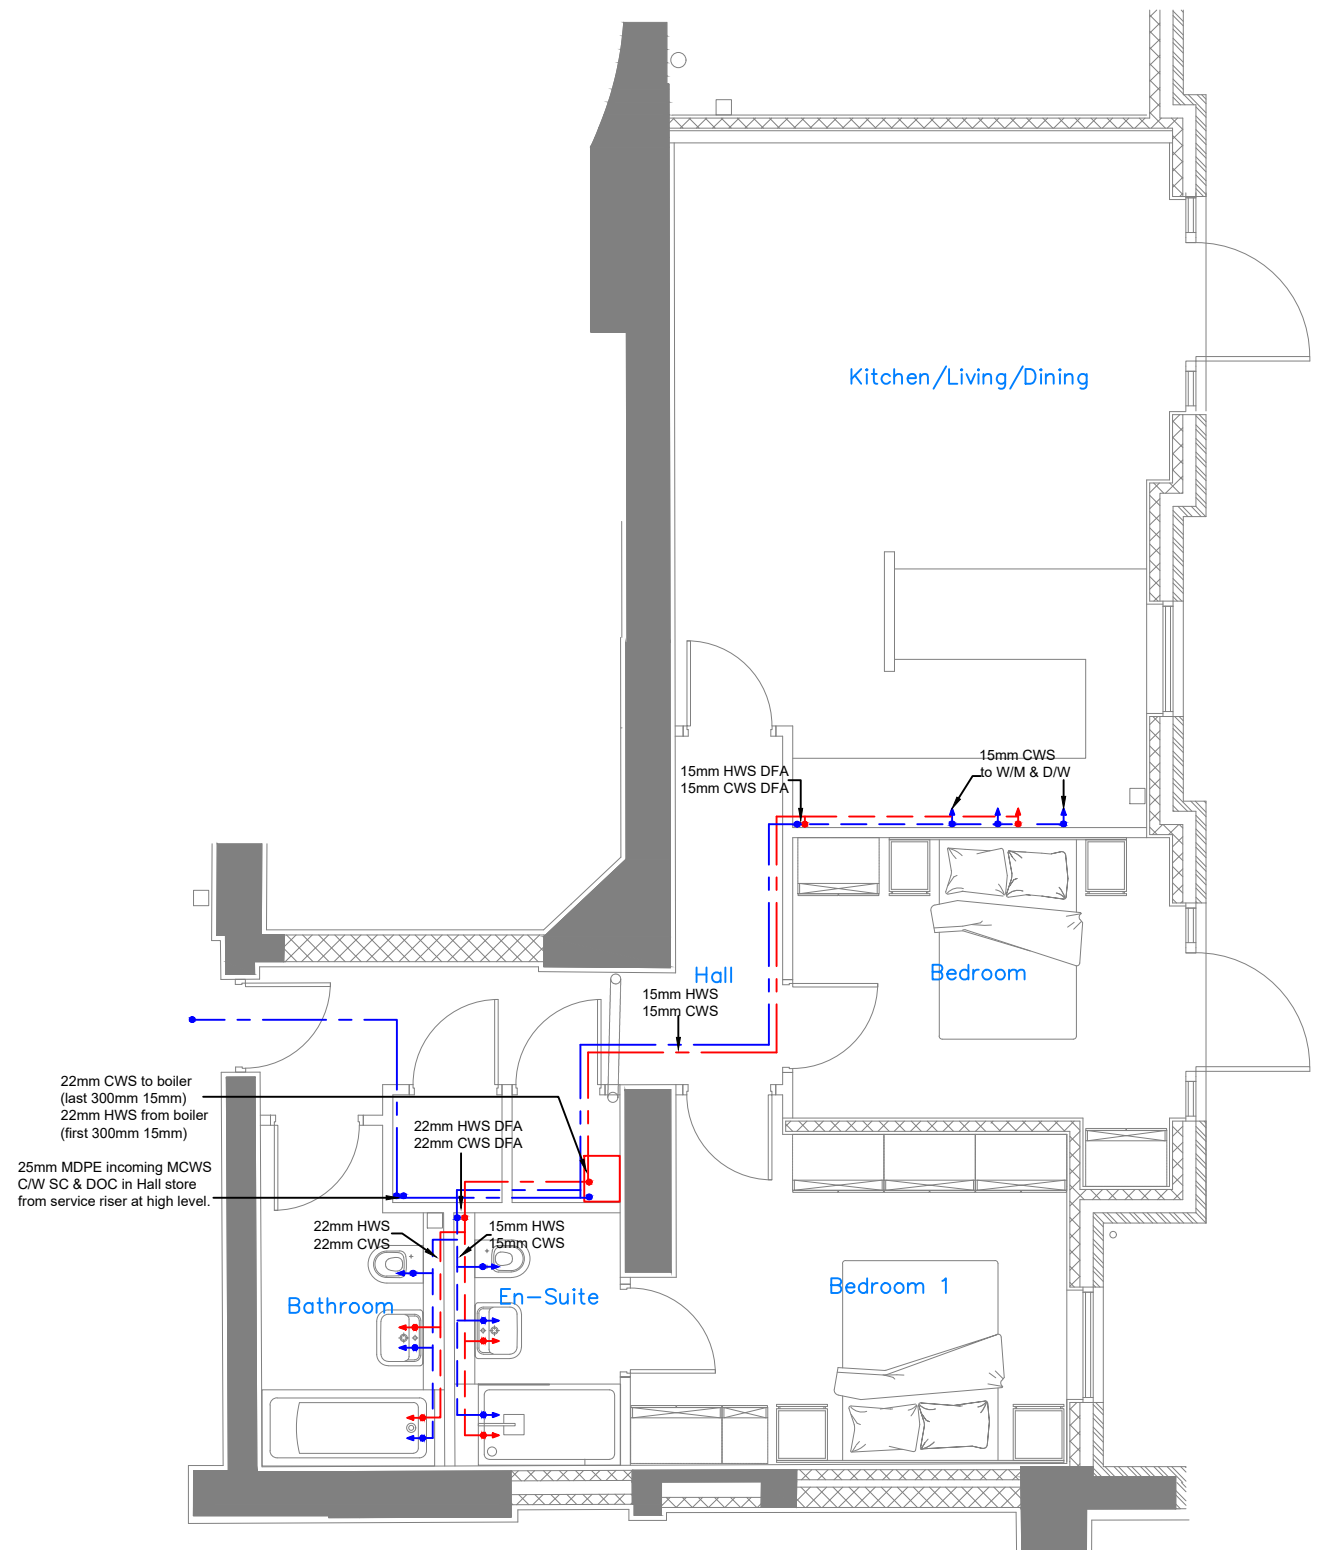 Kitchen/Living/Dining
15mm CWS
to W/M & D/W
15mm HWS DFA
15mm CWS DFA
Hall
Bedroom
15mm HWS
15mm CWS
22mm CWS to boiler
(last 300mm 15mm)
22mm HWS from boiler
(first 300mm 15mm)
22mm HWS DFA
22mm CWS DFA
25mm MDPE incoming MCWS
C/W SC & DOC in Hall store
from service riser at high level.
22mm HWS
22mm CWS
15mm HWS
15mm CWS
Bathroom
En-Suite
Bedroom 1